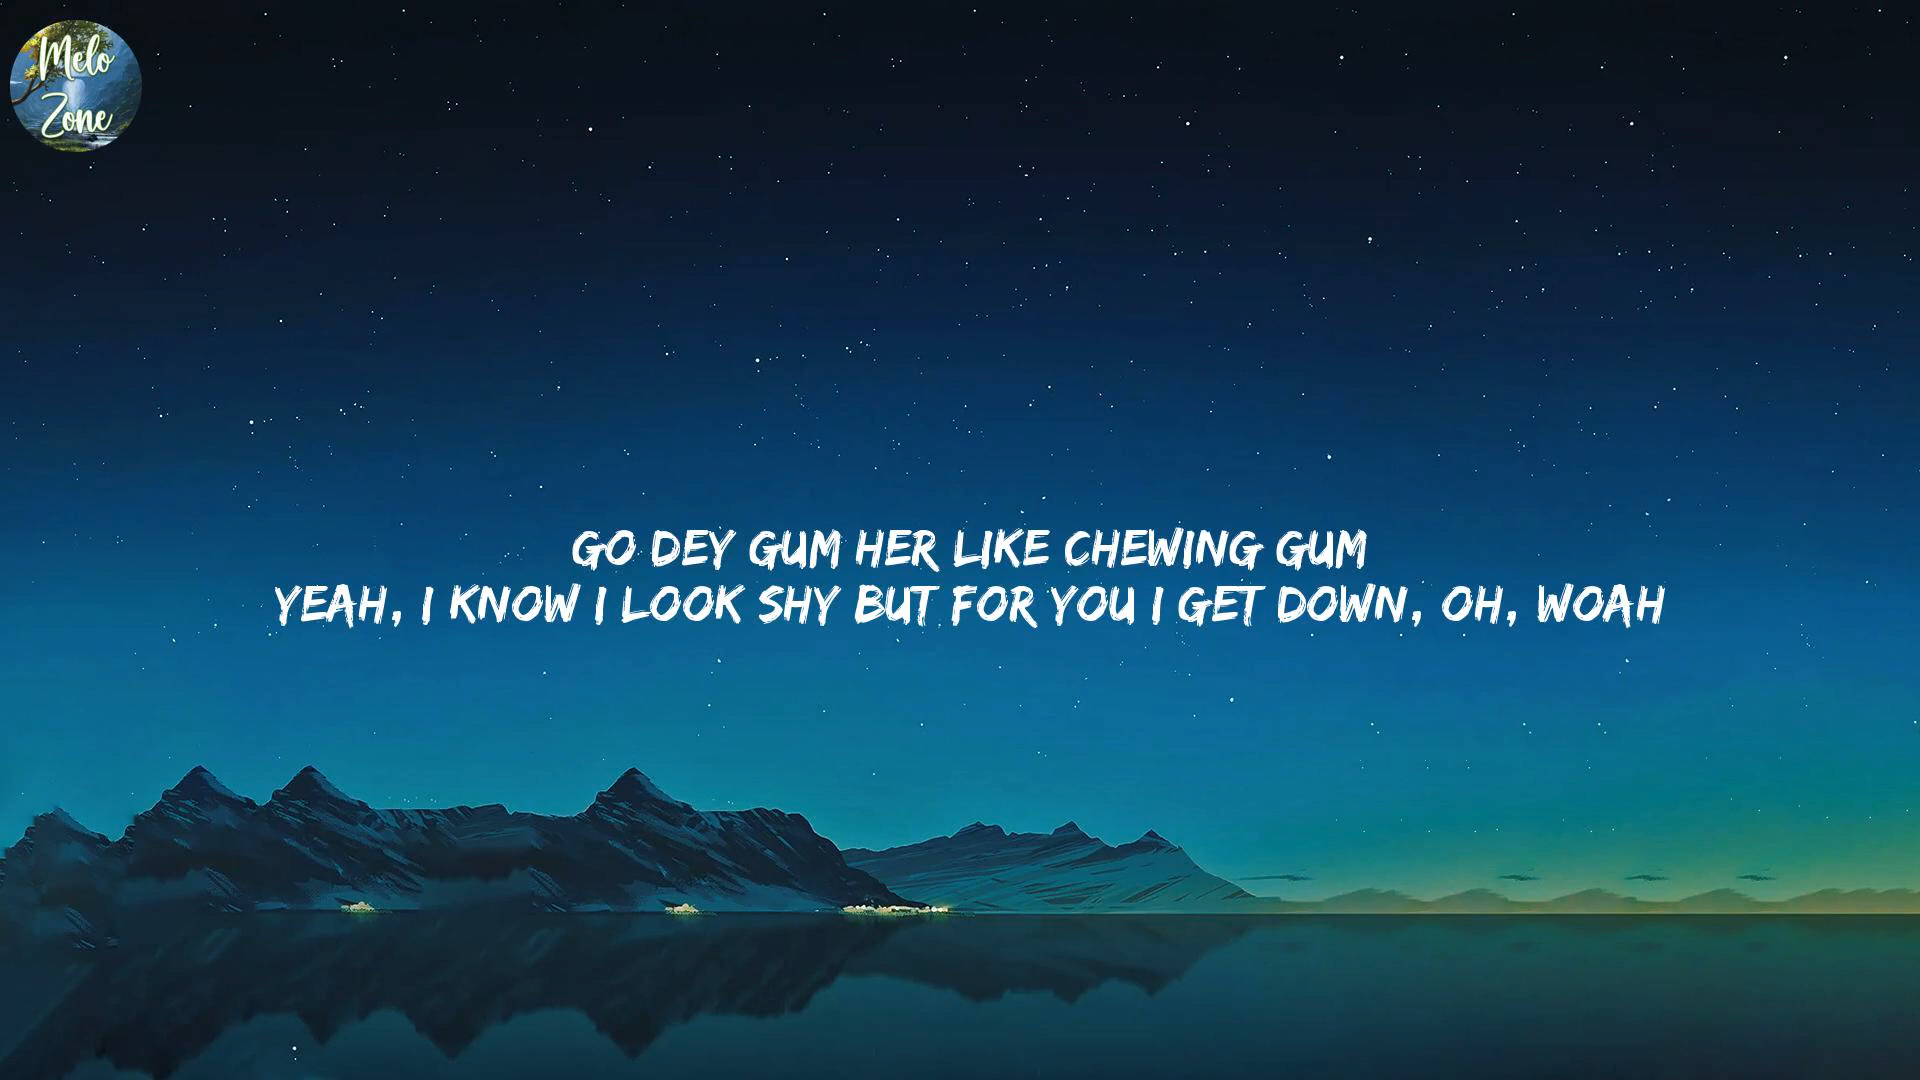 Melo
Zone
GO DEY GUM HER LIKE CHEWING GUM
YEAH, I KNOW I LOOK SHY BUT FOR YOU I GET DOWN, OH, WOAH